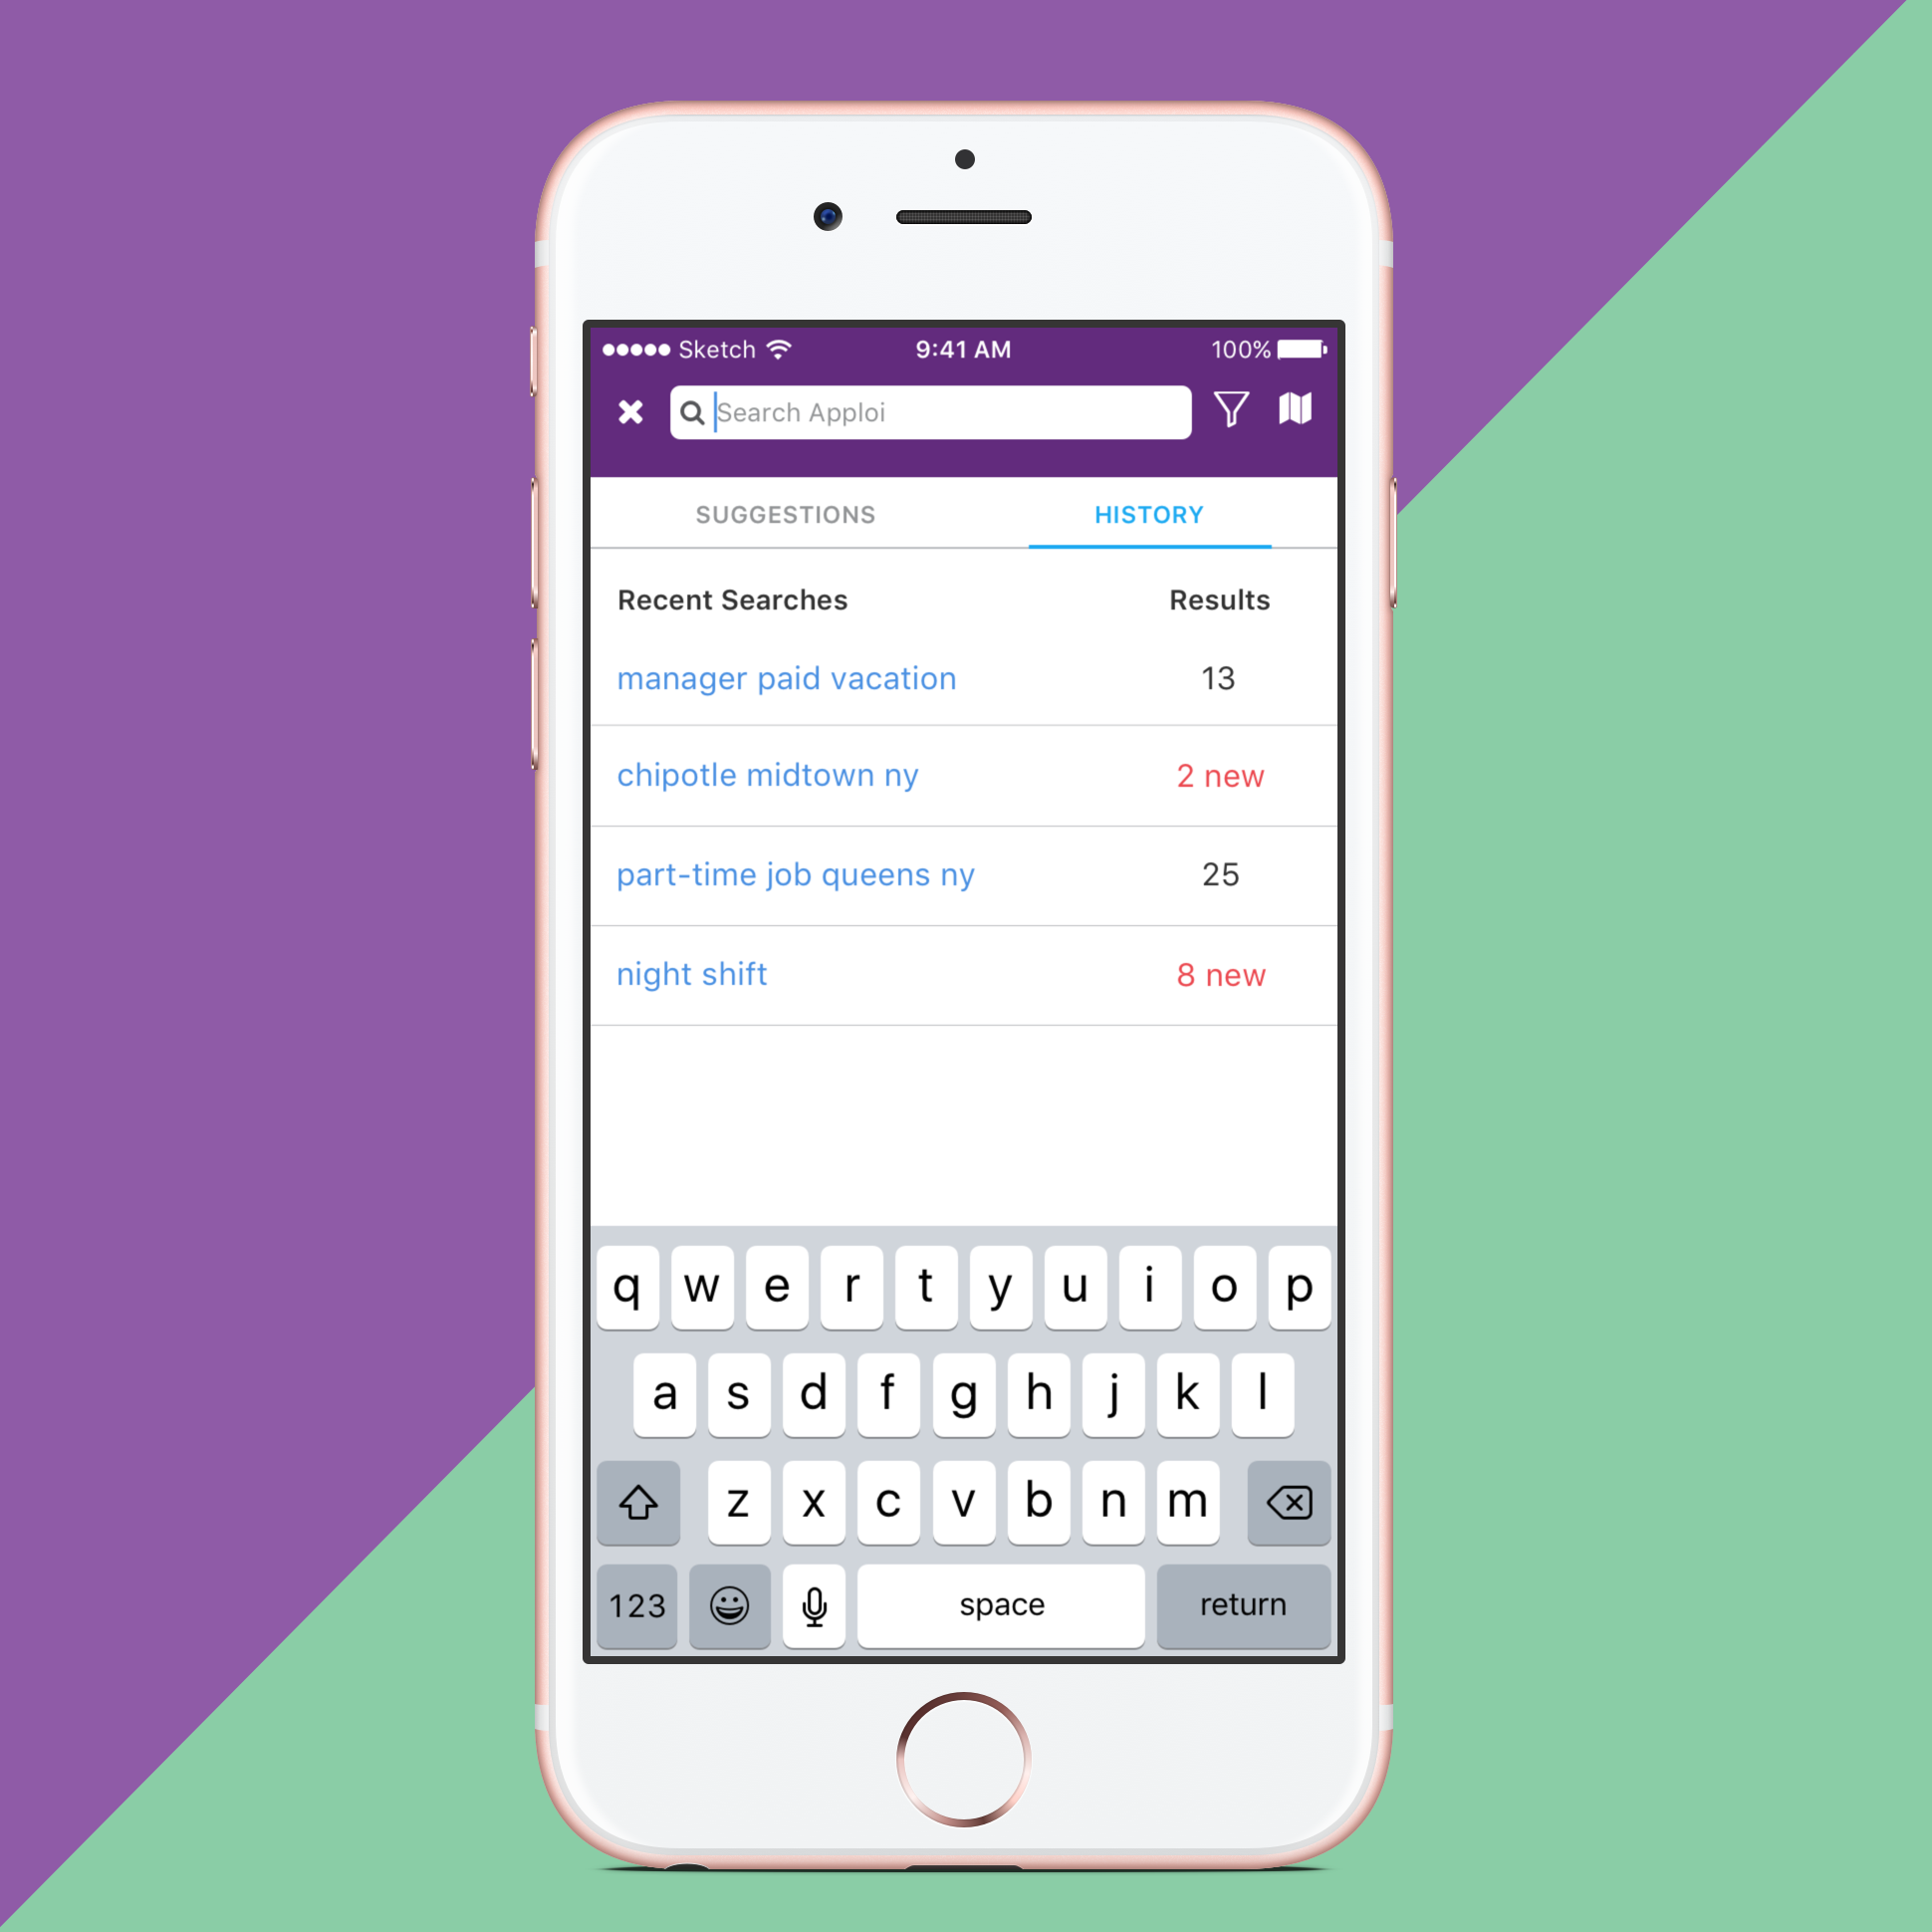 Sketch 9:41 AM 100%
Search Apploi
SUGGESTIONS HISTORY
Recent Searches Results
manager paid vacation 13
chipotle midtown ny 2 new
part-time job queens ny 25
night shift 8 new
q w e r t y u i o p
a s d f g h j k l
z x c v b n m
123 space return